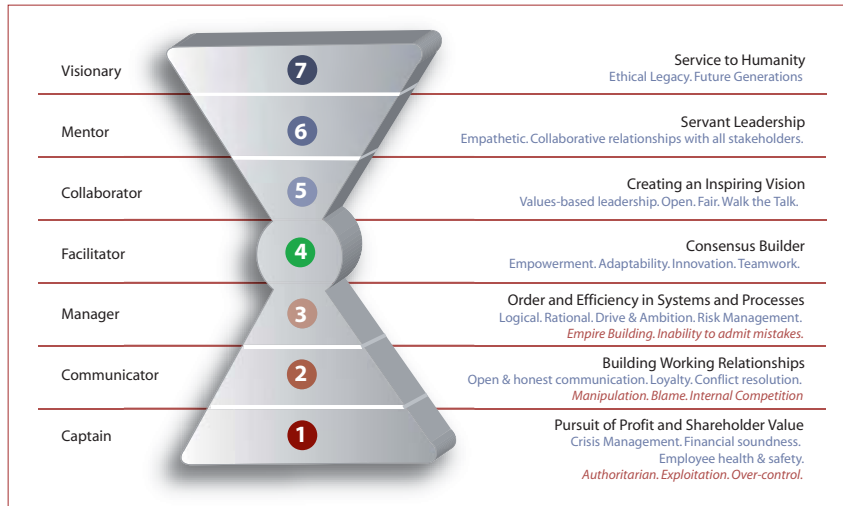 Visionary
7
Service to Humanity
Ethical Legacy. Future Generations
Mentor
6
Servant Leadership
Empathetic. Collaborative relationships with all stakeholders.
Collaborator
5
Creating an Inspiring Vision
Values-based leadership. Open. Fair. Walk the Talk.
Facilitator
4
Consensus Builder
Empowerment. Adaptability. Innovation. Teamwork.
Manager
3
Order and Efficiency in Systems and Processes
Logical. Rational. Drive & Ambition. Risk Management.
Empire Building. Inability to admit mistakes.
Communicator
2
Building Working Relationships
Open & honest communication. Loyalty. Conflict resolution.
Manipulation. Blame. Internal Competition
Captain
1
Pursuit of Profit and Shareholder Value
Crisis Management. Financial soundness.
Employee health & safety.
Authoritarian. Exploitation. Over-control.